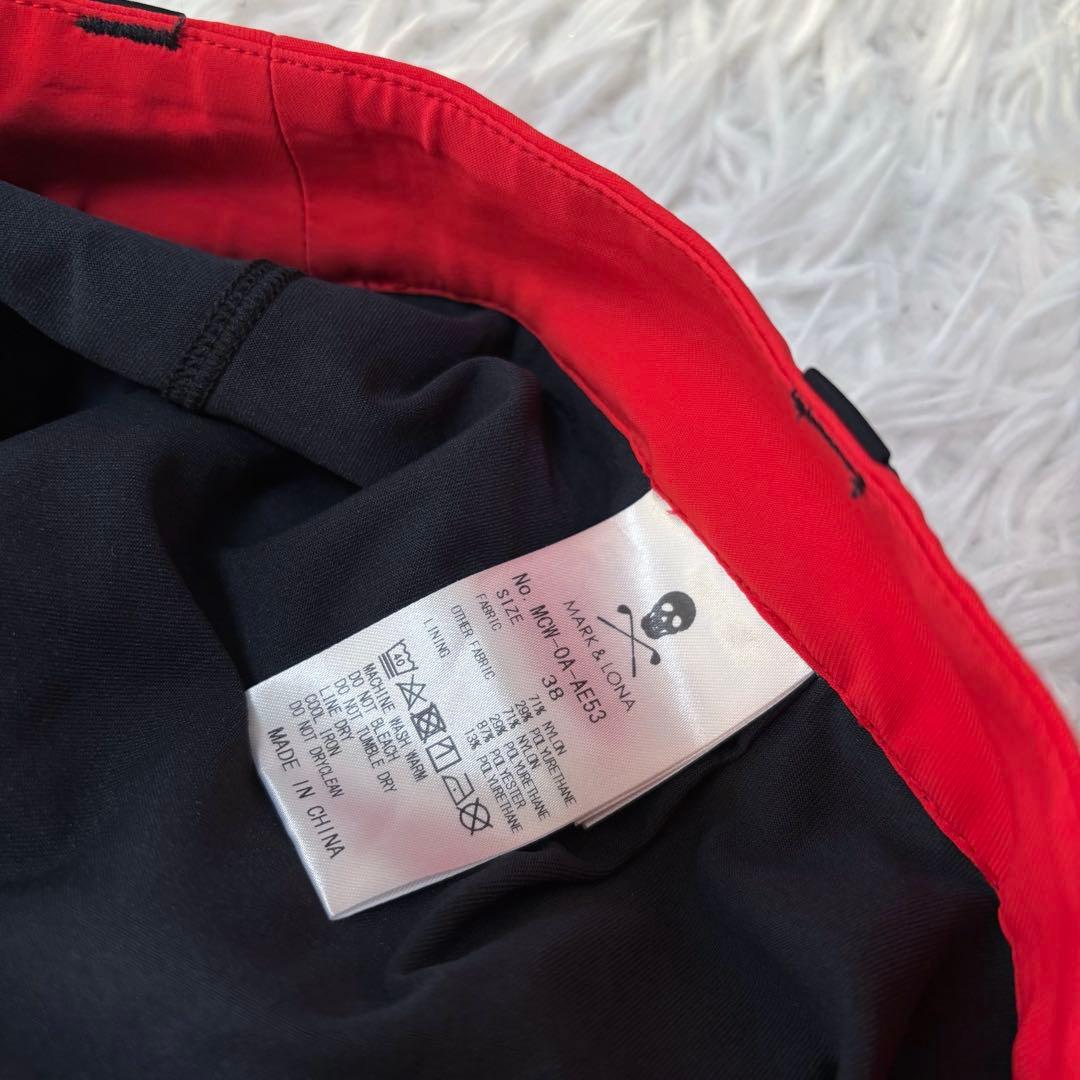 MARK & LONA
No. MCW-0A-AE53
SIZE 38
FABRIC 71% NYLON
29% POLYURETHANE
OTHER FABRIC 71% NYLON
29% POLYURETHANE
LINING 87% POLYESTER
13% POLYURETHANE
40
MACHINE WASH WARM
DO NOT BLEACH
DO NOT TUMBLE DRY
LINE DRY
COOL IRON
DO NOT DRYCLEAN
MADE IN CHINA